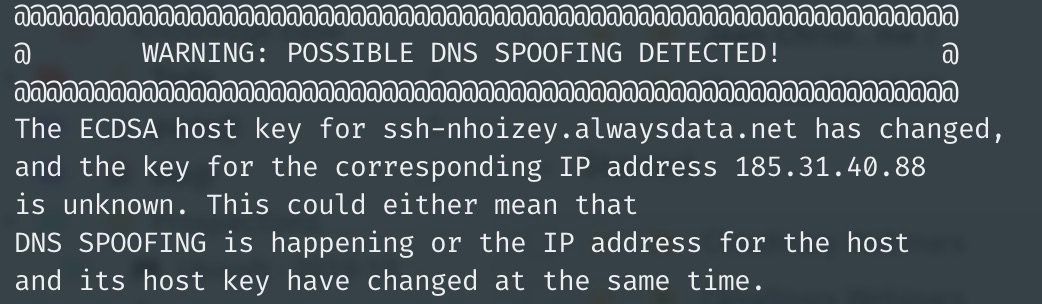 @@@@@@@@@@@@@@@@@@@@@@@@@@@@@@@@@@@@@@@@@@@@@@@@@@@@@@@@@@@
@       WARNING: POSSIBLE DNS SPOOFING DETECTED!          @
@@@@@@@@@@@@@@@@@@@@@@@@@@@@@@@@@@@@@@@@@@@@@@@@@@@@@@@@@@@
The ECDSA host key for ssh-nhoizey.alwaysdata.net has changed,
and the key for the corresponding IP address 185.31.40.88
is unknown. This could either mean that
DNS SPOOFING is happening or the IP address for the host
and its host key have changed at the same time.